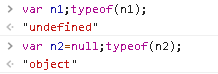 > var n1;typeof(n1);
< "undefined"
> var n2=null;typeof(n2);
< "object"